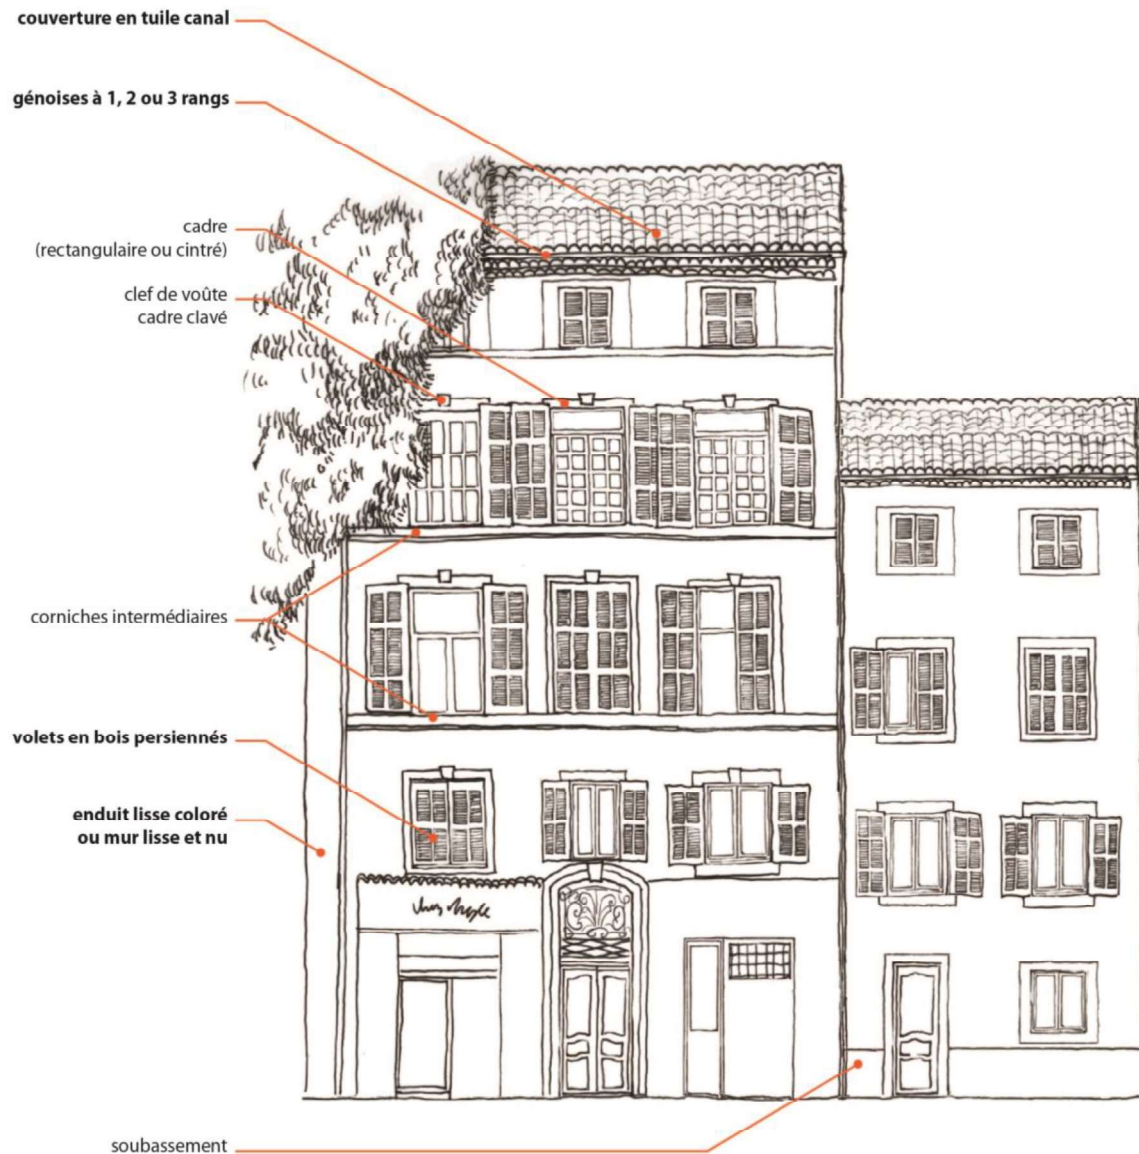 couverture en tuile canal
génoises à 1, 2 ou 3 rangs
cadre
(rectangulaire ou cintré)
clef de voûte
cadre clavé
corniches intermédiaires
volets en bois persiennés
enduit lisse coloré
ou mur lisse et nu
soubassement